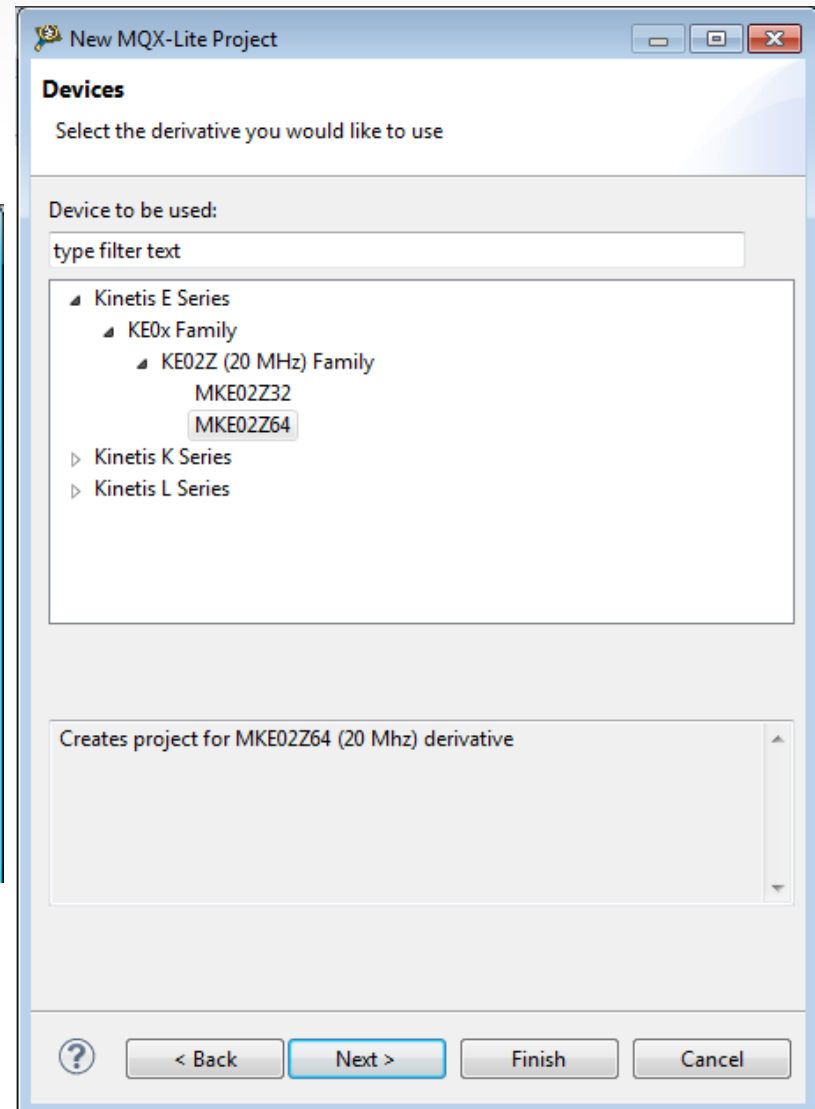 New MQX-Lite Project
Devices
Select the derivative you would like to use
Device to be used:
type filter text
Kinetis E Series
KE0x Family
KE02Z (20 MHz) Family
MKE02Z32
MKE02Z64
Kinetis K Series
Kinetis L Series
Creates project for MKE02Z64 (20 Mhz) derivative
? < Back Next > Finish Cancel